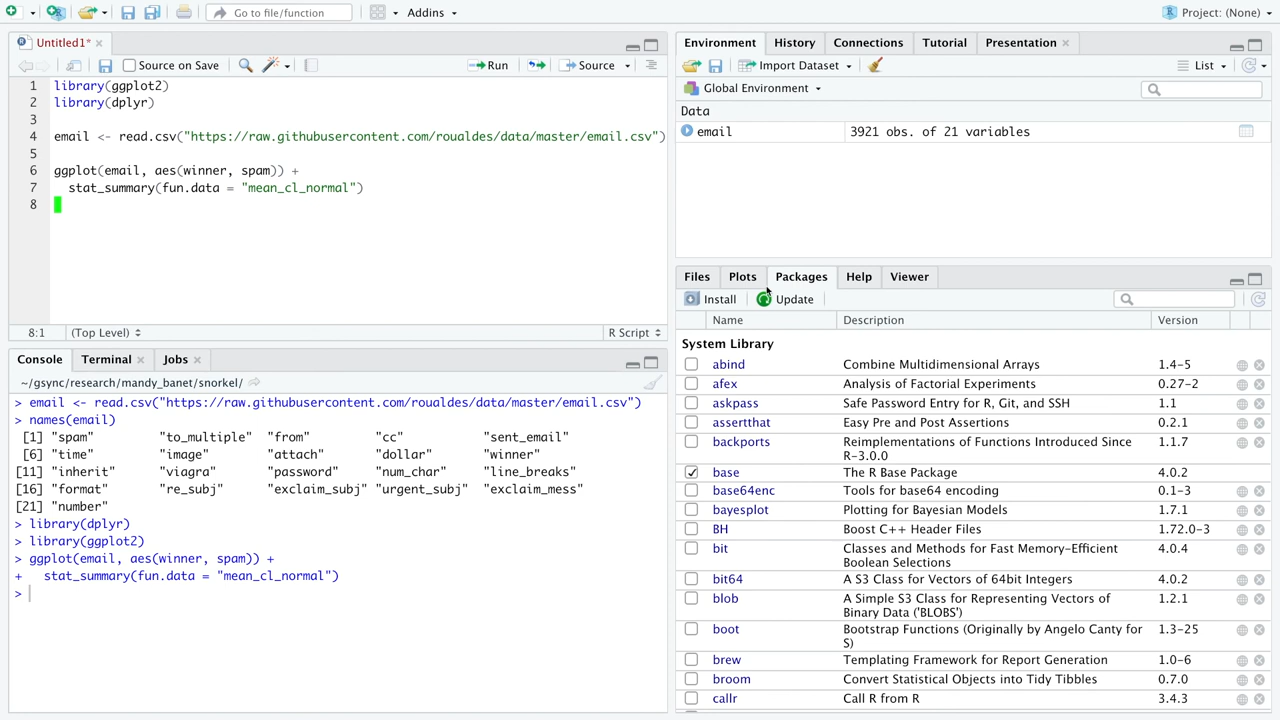 Go to file/function
Addins
Project: (None)
Untitled1*
Source on Save
Run
Source
1 library(ggplot2)
2 library(dplyr)
3
4 email <- read.csv("https://raw.githubusercontent.com/roualdes/data/master/email.csv")
5
6 ggplot(email, aes(winner, spam)) +
7   stat_summary(fun.data = "mean_cl_normal")
8
8:1
(Top Level)
R Script
Console
Terminal
Jobs
~/gsync/research/mandy_banet/snorkel/
> email <- read.csv("https://raw.githubusercontent.com/roualdes/data/master/email.csv")
> names(email)
 [1] "spam"         "to_multiple"  "from"         "cc"           "sent_email"
 [6] "time"         "image"        "attach"       "dollar"       "winner"
[11] "inherit"      "viagra"       "password"     "num_char"     "line_breaks"
[16] "format"       "re_subj"      "exclaim_subj" "urgent_subj"  "exclaim_mess"
[21] "number"
> library(dplyr)
> library(ggplot2)
> ggplot(email, aes(winner, spam)) +
+   stat_summary(fun.data = "mean_cl_normal")
>
Environment
History
Connections
Tutorial
Presentation
Import Dataset
List
Global Environment
Data
email 3921 obs. of 21 variables
Files
Plots
Packages
Help
Viewer
Install
Update
Name Description Version
System Library
abind Combine Multidimensional Arrays 1.4-5
afex Analysis of Factorial Experiments 0.27-2
askpass Safe Password Entry for R, Git, and SSH 1.1
assertthat Easy Pre and Post Assertions 0.2.1
backports Reimplementations of Functions Introduced Since 1.1.7
R-3.0.0
base The R Base Package 4.0.2
base64enc Tools for base64 encoding 0.1-3
bayesplot Plotting for Bayesian Models 1.7.1
BH Boost C++ Header Files 1.72.0-3
bit Classes and Methods for Fast Memory-Efficient 4.0.4
Boolean Selections
bit64 A S3 Class for Vectors of 64bit Integers 4.0.2
blob A Simple S3 Class for Representing Vectors of 1.2.1
Binary Data ('BLOBS')
boot Bootstrap Functions (Originally by Angelo Canty for 1.3-25
S)
brew Templating Framework for Report Generation 1.0-6
broom Convert Statistical Objects into Tidy Tibbles 0.7.0
callr Call R from R 3.4.3